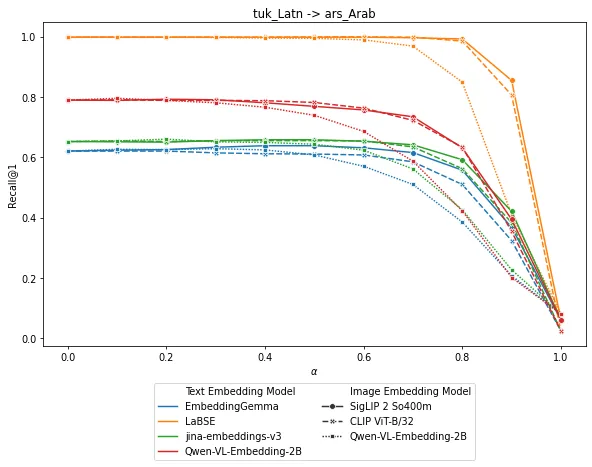 tuk_Latn -> ars_Arab
Recall@1
1.0
0.8
0.6
0.4
0.2
0.0
0.0 0.2 0.4 0.6 0.8 1.0
α
Text Embedding Model Image Embedding Model
EmbeddingGemma SigLIP 2 So400m
LaBSE CLIP ViT-B/32
jina-embeddings-v3 Qwen-VL-Embedding-2B
Qwen-VL-Embedding-2B